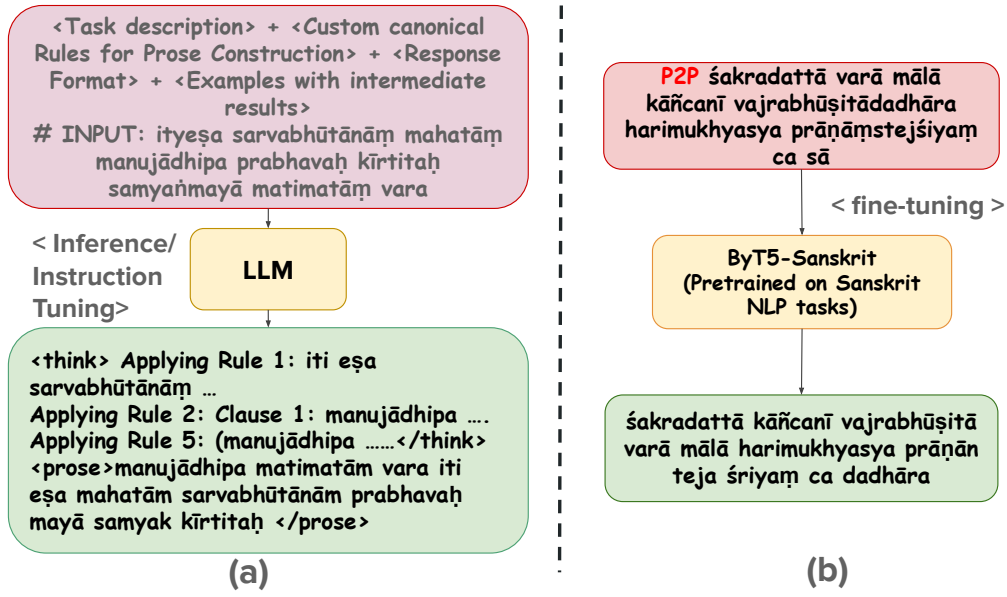 <Task description> + <Custom canonical
Rules for Prose Construction> + <Response
Format> + <Examples with intermediate
results>
# INPUT: ityeṣa sarvabhūtānāṃ mahatāṃ
manujādhipa prabhavaḥ kīrtitaḥ
samyaṅmayā matimatāṃ vara
< Inference/
Instruction
Tuning>
LLM
<think> Applying Rule 1: iti eṣa
sarvabhūtānāṃ ...
Applying Rule 2: Clause 1: manujādhipa ....
Applying Rule 5: (manujādhipa ......</think>
<prose>manujādhipa matimatām vara iti
eṣa mahatām sarvabhūtānām prabhavaḥ
mayā samyak kīrtitaḥ </prose>
(a)
P2P śakradattā varā mālā
kāñcanī vajrabhūṣitādadhāra
harimukhyasya prāṇāṃstejśiyaṃ
ca sā
< fine-tuning >
ByT5-Sanskrit
(Pretrained on Sanskrit
NLP tasks)
śakradattā kāñcanī vajrabhūṣitā
varā mālā harimukhyasya prāṇān
teja śriyaṃ ca dadhāra
(b)